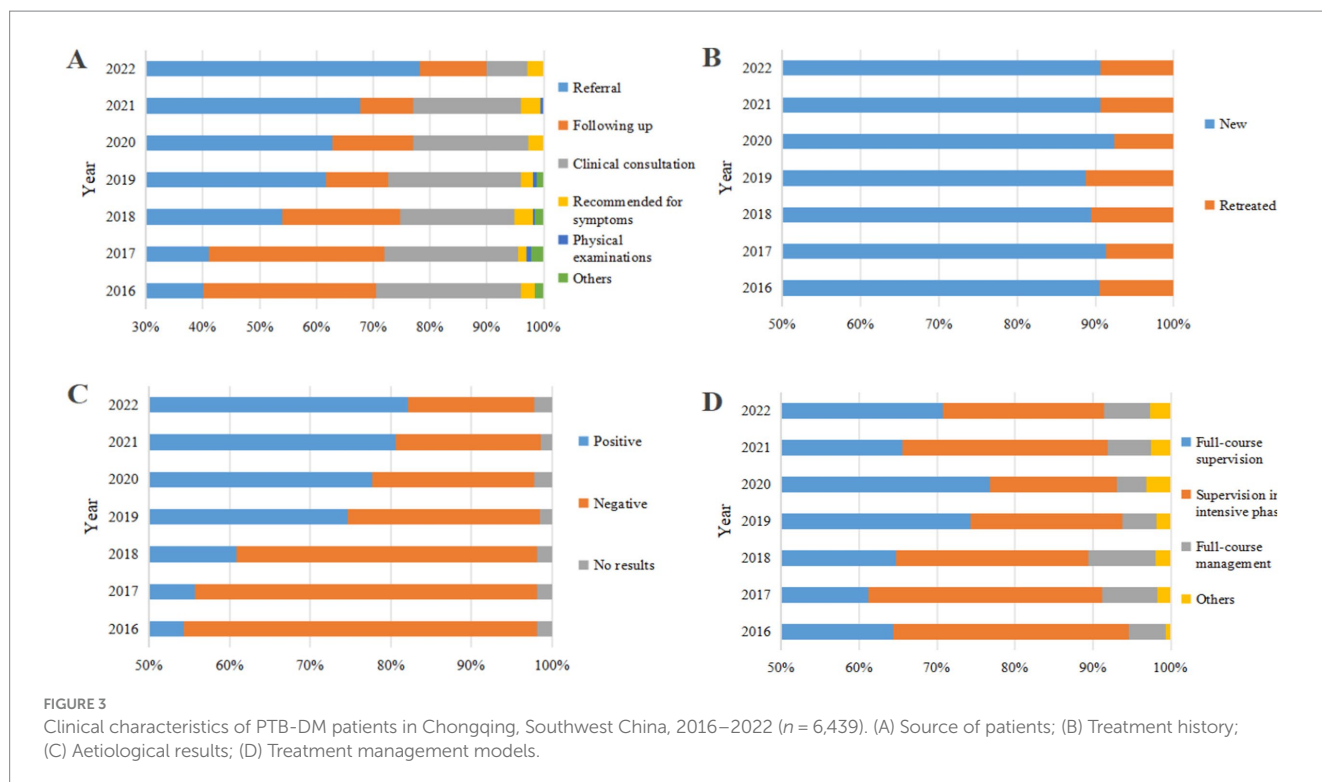 A
Year
2022
2021
2020
2019
2018
2017
2016
30% 40% 50% 60% 70% 80% 90% 100%
Referral
Following up
Clinical consultation
Recommended for
symptoms
Physical
examinations
Others
B
Year
2022
2021
2020
2019
2018
2017
2016
50% 60% 70% 80% 90% 100%
New
Retreated
C
Year
2022
2021
2020
2019
2018
2017
2016
50% 60% 70% 80% 90% 100%
Positive
Negative
No results
D
2022
2021
2020
2019
2018
2017
2016
50% 60% 70% 80% 90% 100%
Full-course
supervision
Supervision in
intensive phas
Full-course
management
Others
FIGURE 3
Clinical characteristics of PTB-DM patients in Chongqing, Southwest China, 2016–2022 (n = 6,439). (A) Source of patients; (B) Treatment history;
(C) Aetiological results; (D) Treatment management models.